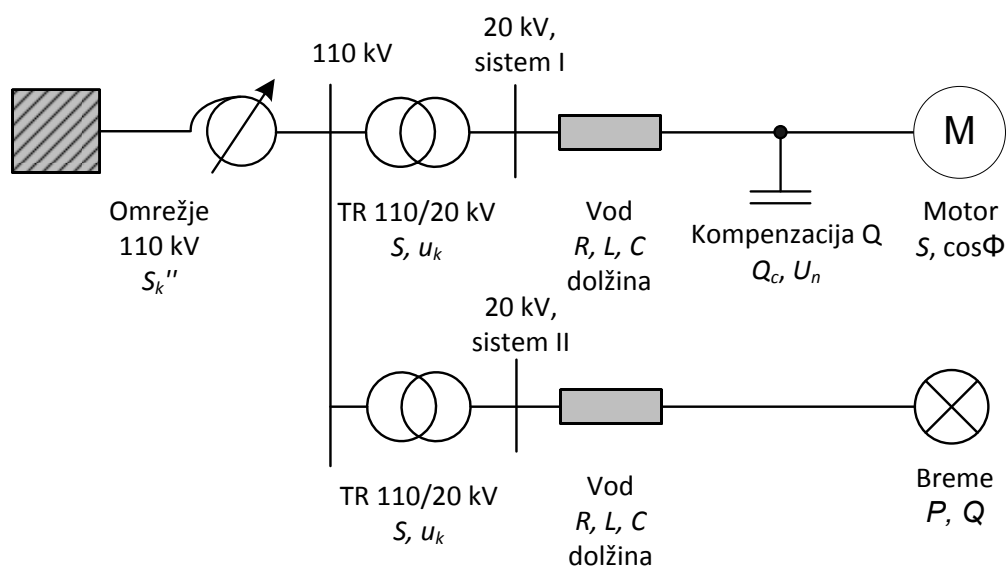 110 kV
20 kV,
sistem I
M
Omrežje
110 kV
Sk''
TR 110/20 kV
S, uk
Vod
R, L, C
dolžina
Kompenzacija Q
Qc, Un
Motor
S, cosΦ
20 kV,
sistem II
TR 110/20 kV
S, uk
Vod
R, L, C
dolžina
Breme
P, Q